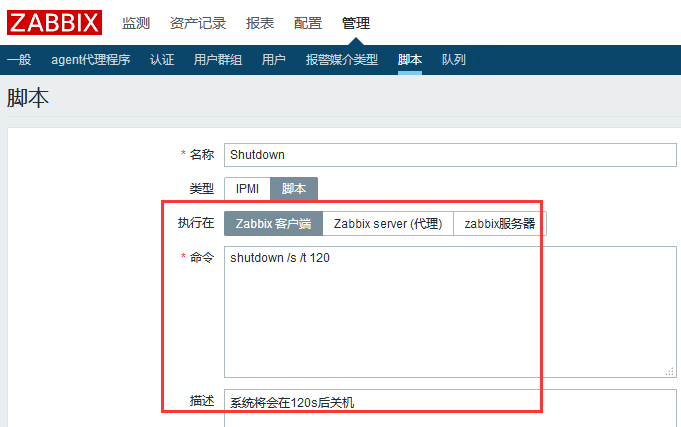 ZABBIX 监测 资产记录 报表 配置 管理
一般 agent代理程序 认证 用户群组 用户 报警媒介类型 脚本 队列
脚本
* 名称 Shutdown
类型 IPMI 脚本
执行在 Zabbix 客户端 Zabbix server (代理) zabbix服务器
* 命令 shutdown /s /t 120
描述 系统将会在120s后关机